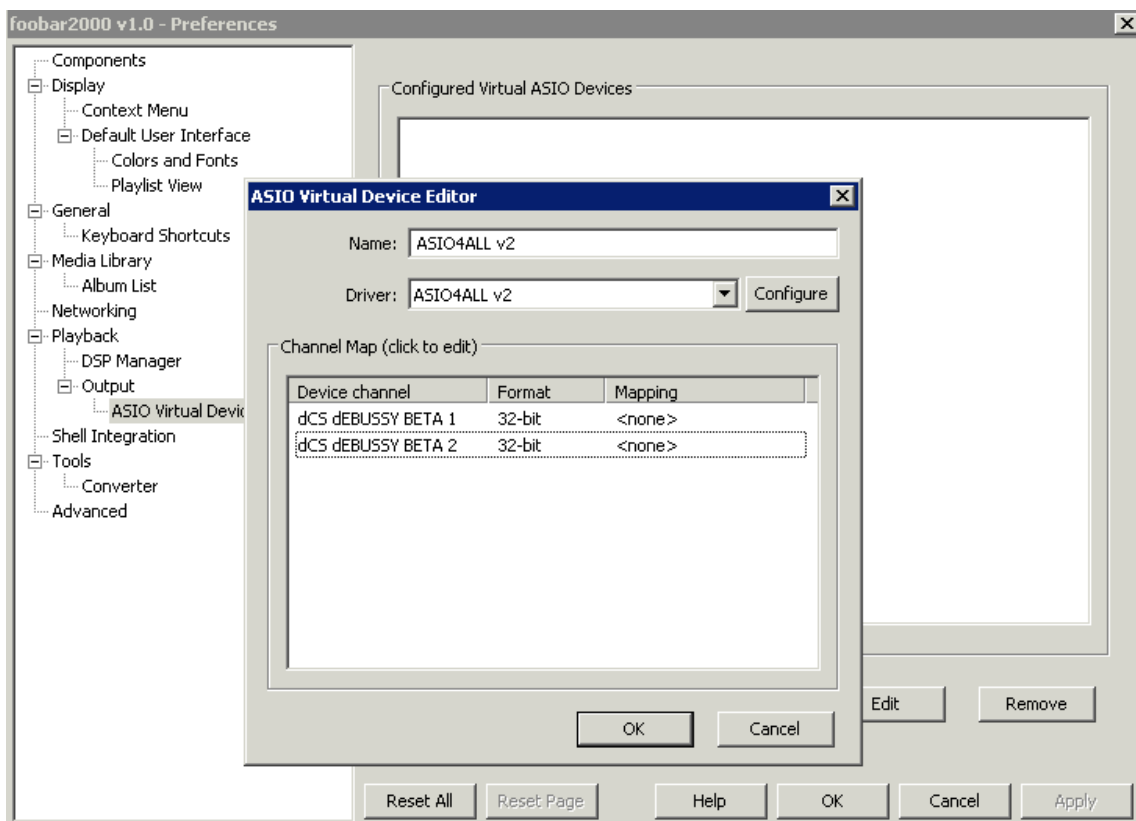 foobar2000 v1.0 - Preferences
Components
Display
Context Menu
Default User Interface
Colors and Fonts
Playlist View
General
Keyboard Shortcuts
Media Library
Album List
Networking
Playback
DSP Manager
Output
ASIO Virtual Devic
Shell Integration
Tools
Converter
Advanced
Configured Virtual ASIO Devices
ASIO Virtual Device Editor
Name: ASIO4ALL v2
Driver: ASIO4ALL v2 Configure
Channel Map (click to edit)
Device channel Format Mapping
dCS dEBUSSY BETA 1 32-bit <none>
dCS dEBUSSY BETA 2 32-bit <none>
OK Cancel
Edit Remove
Reset All Reset Page Help OK Cancel Apply